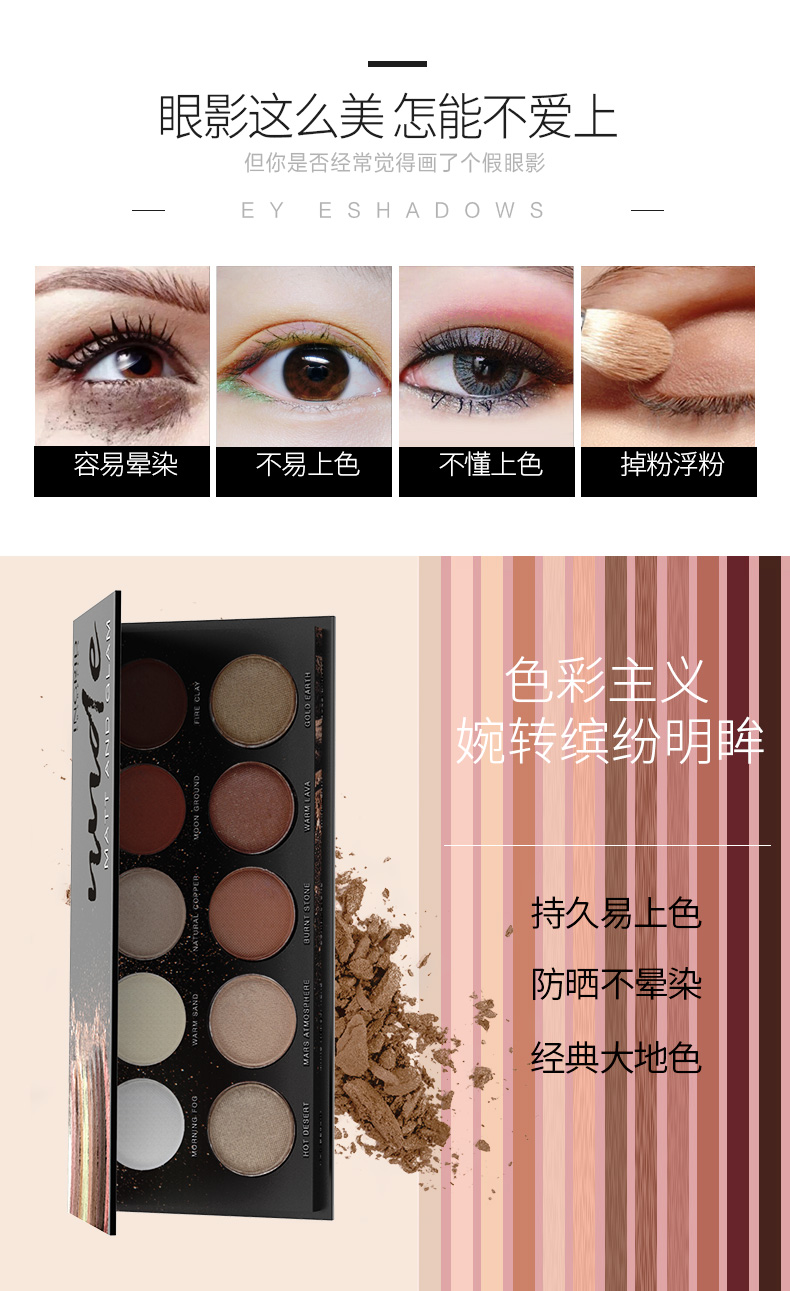 眼影这么美 怎能不爱上
但你是否经常觉得画了个假眼影
EY ESHADOWS
容易晕染
不易上色
不懂上色
掉粉浮粉
色彩主义
婉转缤纷明眸
持久易上色
防晒不晕染
经典大地色
nude
MATT AND GLAM
FIRE CLAY
GOLD EARTH
MOON GROUND
WARM LAVA
NATURAL COPPER
BURNT STONE
WARM SAND
MARS ATMOSPHERE
MORNING FOG
HOT DESERT